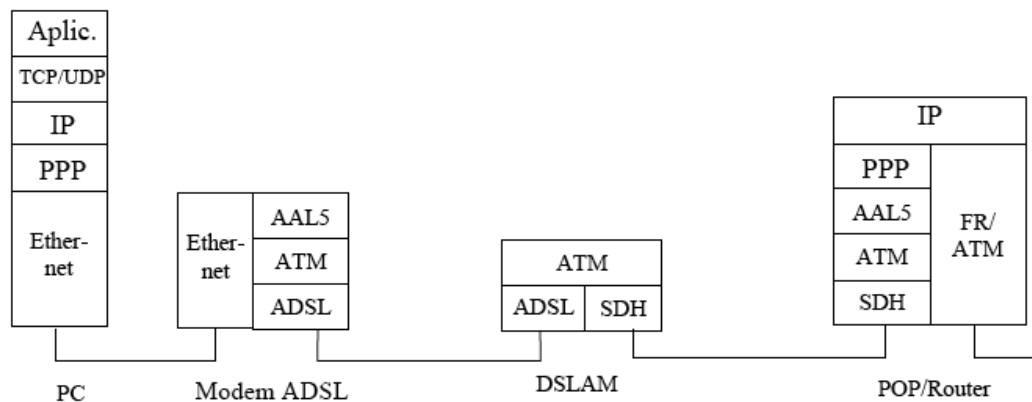 Aplic.
TCP/UDP
IP
PPP
Ether-
net
PC
Ether-
net
AAL5
ATM
ADSL
Modem ADSL
ATM
ADSL
SDH
DSLAM
IP
PPP
AAL5
ATM
SDH
FR/
ATM
POP/Router